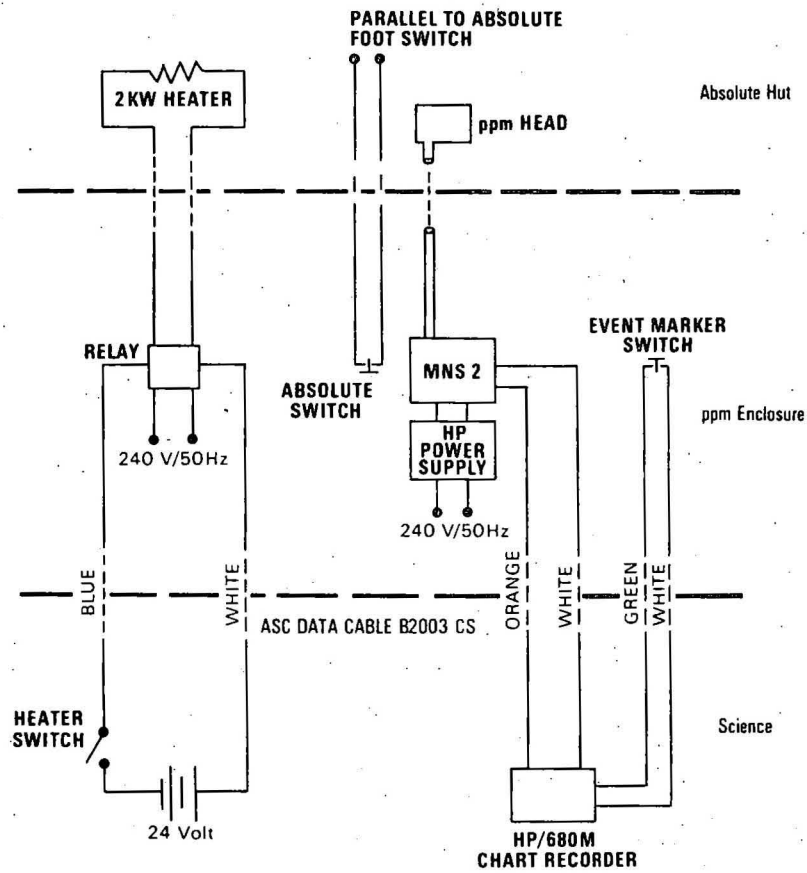 PARALLEL TO ABSOLUTE
FOOT SWITCH
2KW HEATER
Absolute Hut
ppm HEAD
RELAY
EVENT MARKER
SWITCH
MNS 2
ABSOLUTE
SWITCH
ppm Enclosure
HP
POWER
SUPPLY
240 V/50Hz
240 V/50Hz
BLUE
WHITE
ORANGE
WHITE
GREEN
WHITE
ASC DATA CABLE B2003 CS
HEATER
SWITCH
Science
24 Volt
HP/680M
CHART RECORDER